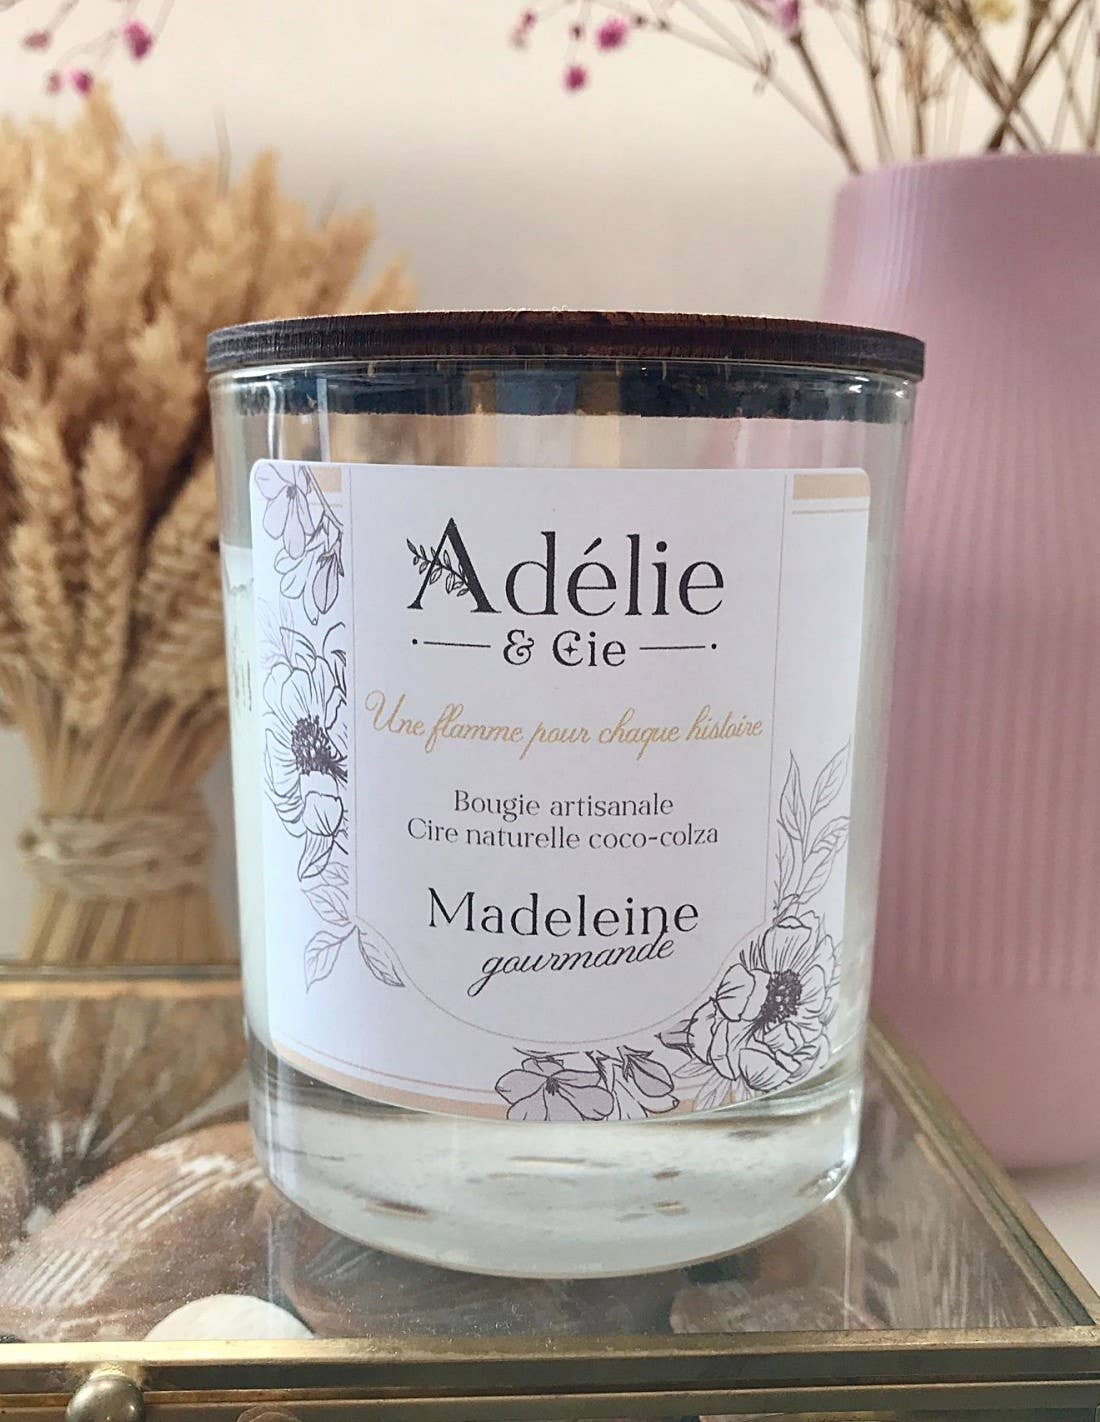 Adélie
& Cie
Une flamme pour chaque histoire
Bougie artisanale
Cire naturelle coco-colza
Madeleine
gourmande